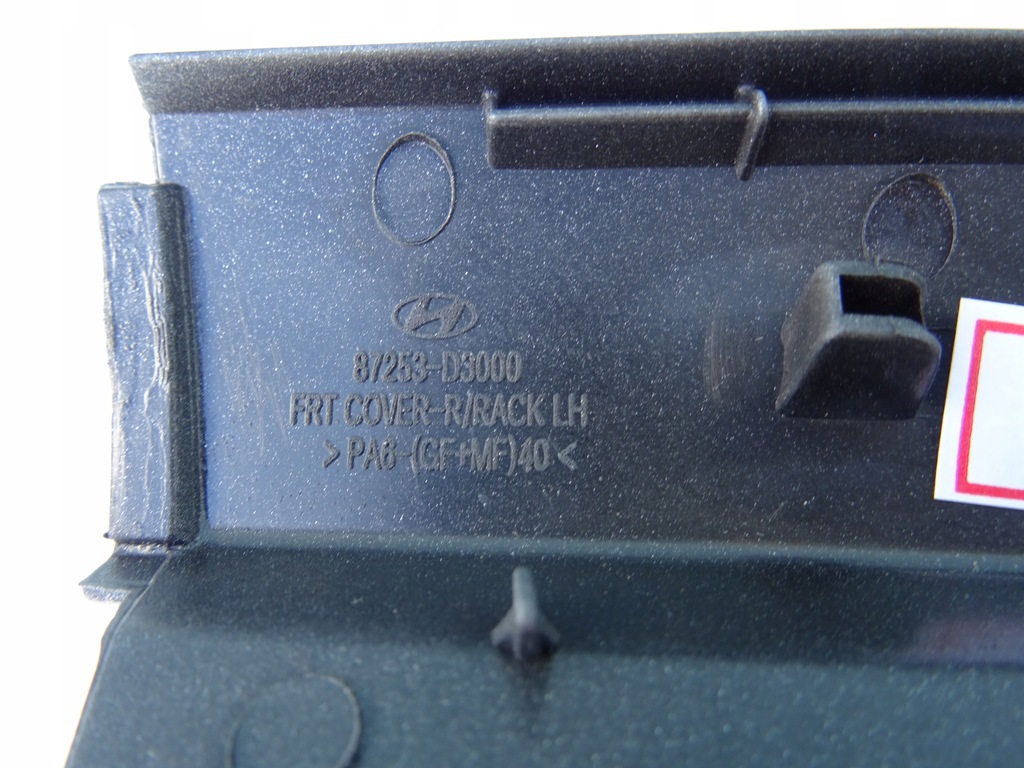 87253-D3000
FRT COVER-R/RACK LH
>PA6-(GF+MF)40<